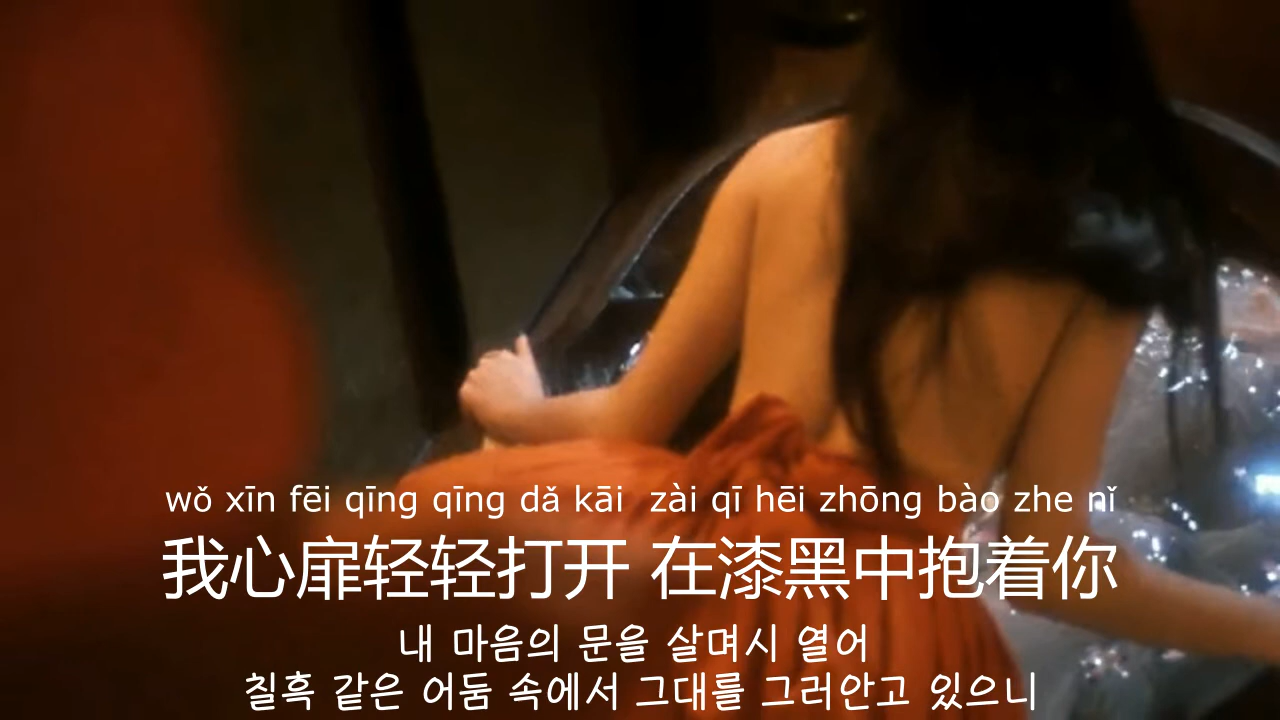 wǒ xīn fēi qīng qīng dǎ kāi  zài qī hēi zhōng bào zhe nǐ
我心扉轻轻打开 在漆黑中抱着你
내 마음의 문을 살며시 열어
칠흑 같은 어둠 속에서 그대를 그러안고 있으니